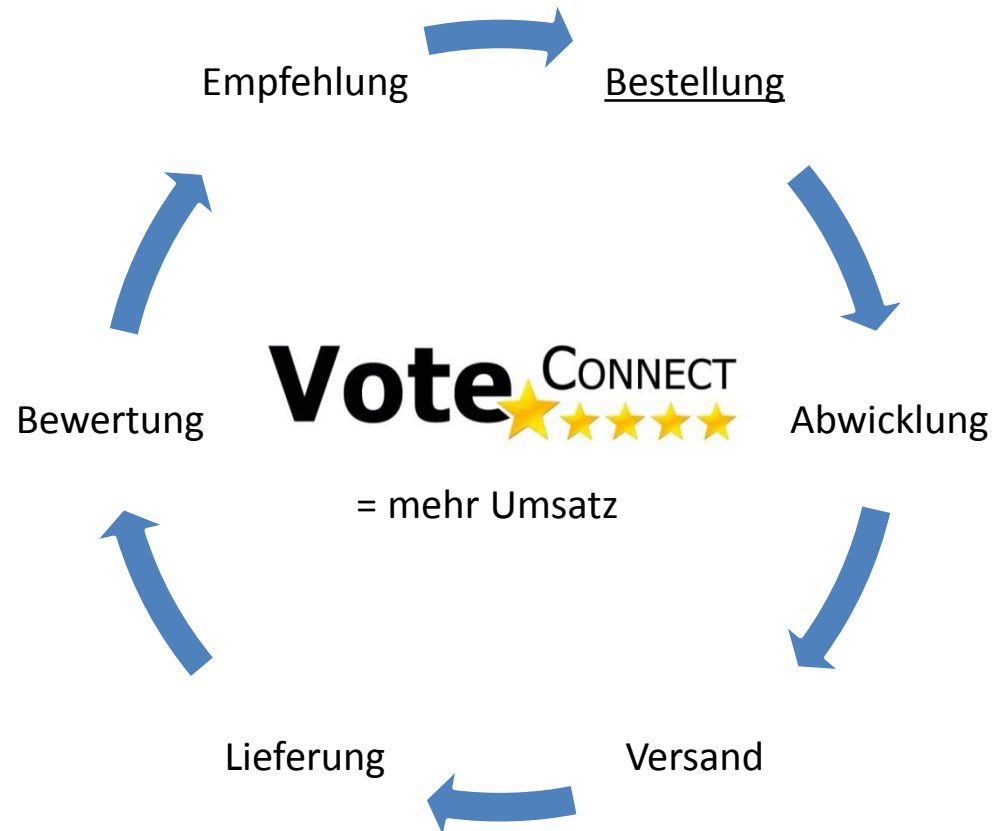 Empfehlung
Bestellung
Bewertung
Vote CONNECT
Abwicklung
= mehr Umsatz
Lieferung
Versand